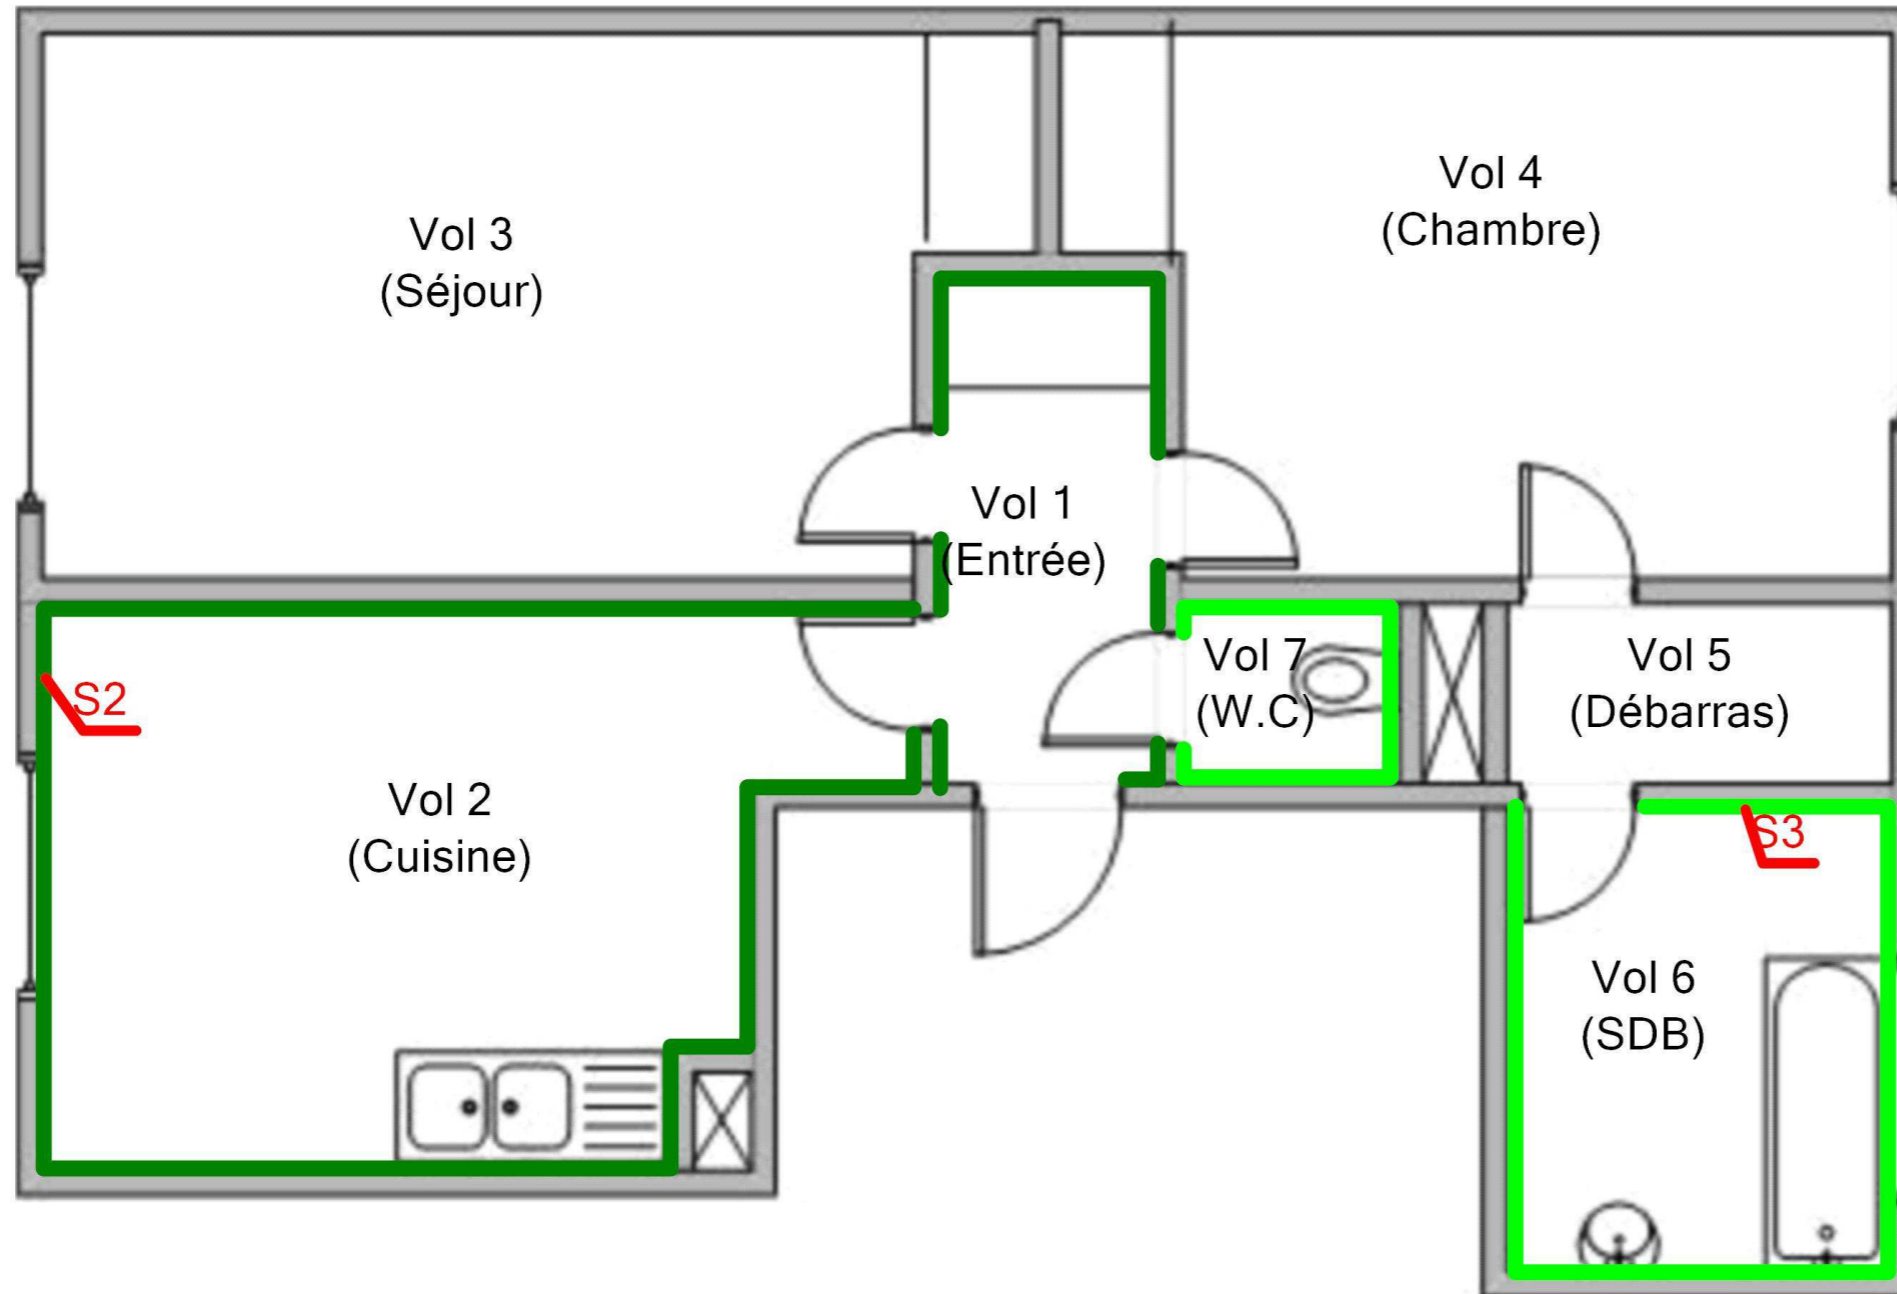 Vol 3
(Séjour)
Vol 4
(Chambre)
Vol 1
(Entrée)
Vol 7
(W.C)
Vol 5
(Débarras)
S2
Vol 2
(Cuisine)
S3
Vol 6
(SDB)